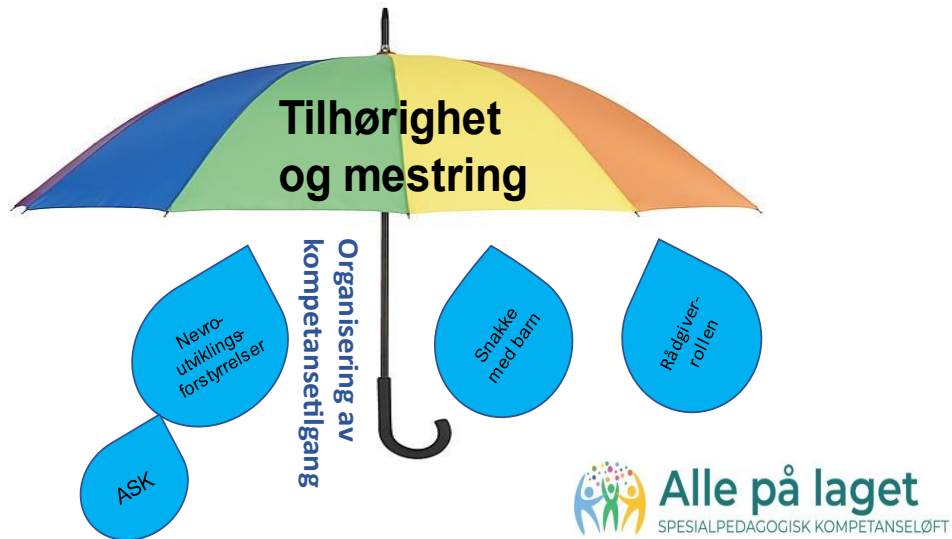 Tilhørighet
og mestring
Organisering av
kompetansetilgang
Nevro-
utviklings-
forstyrrelser
ASK
Snakke
med barn
Rådgiver-
rollen
Alle på laget
SPESIALPEDAGOGISK KOMPETANSELØFT